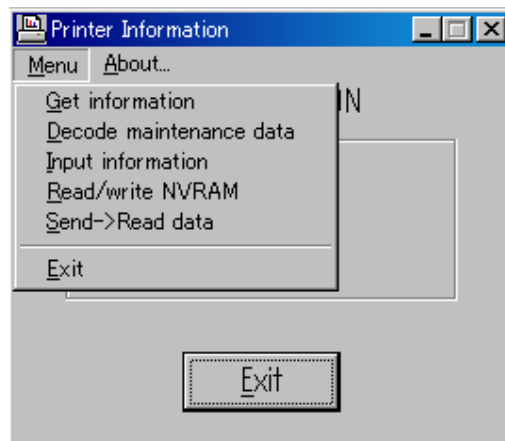 Printer Information
Menu About...
Get information
Decode maintenance data
Input information
Read/write NVRAM
Send->Read data
Exit
Exit